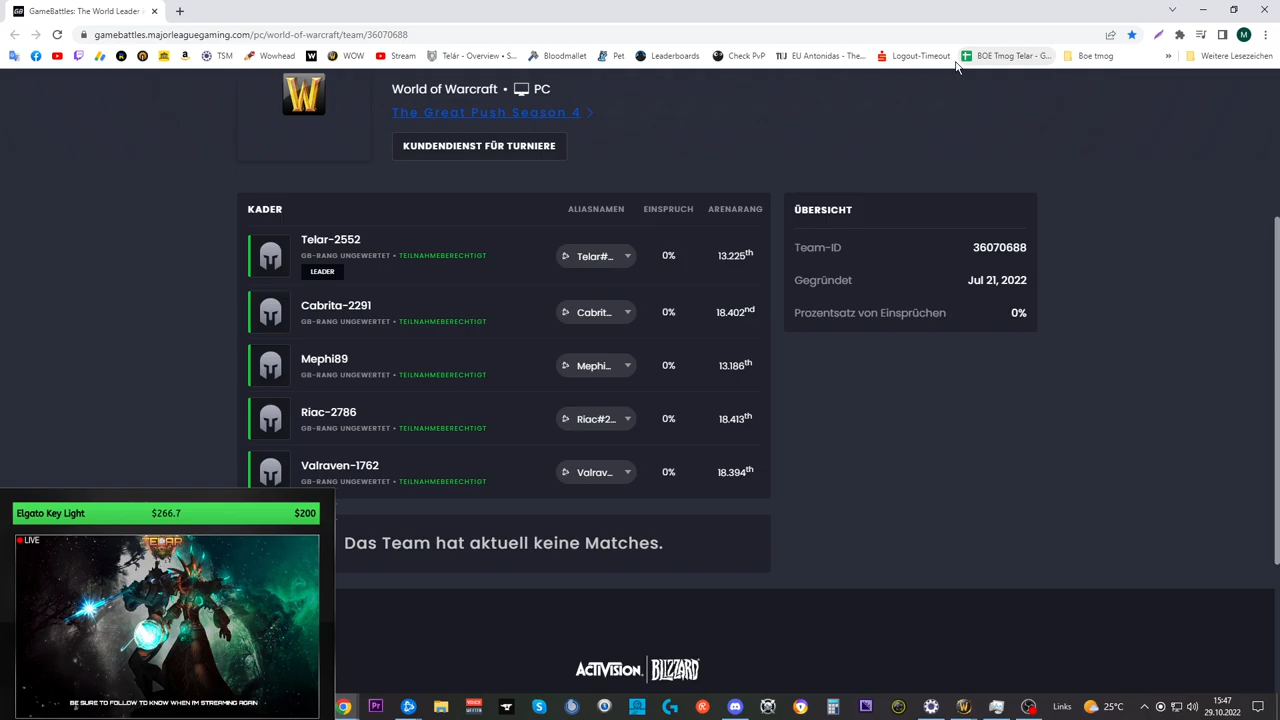 GameBattles: The World Leader i
gamebattles.majorleaguegaming.com/pc/world-of-warcraft/team/36070688
TSM
Wowhead
WOW
Stream
Telár - Overview • S...
Bloodmallet
Pet
Leaderboards
Check PvP
EU Antonidas - The...
Logout-Timeout
BOE Tmog Telar - G...
Boe tmog
»
Weitere Lesezeichen
World of Warcraft • PC
The Great Push Season 4
KUNDENDIENST FÜR TURNIERE
KADER ALIASNAMEN EINSPRUCH ARENARANG
Telar-2552
GB-RANG UNGEWERTET • TEILNAHMEBERECHTIGT
LEADER
Telar#... 0% 13.225th
Cabrita-2291
GB-RANG UNGEWERTET • TEILNAHMEBERECHTIGT
Cabrit... 0% 18.402nd
Mephi89
GB-RANG UNGEWERTET • TEILNAHMEBERECHTIGT
Mephi... 0% 13.186th
Riac-2786
GB-RANG UNGEWERTET • TEILNAHMEBERECHTIGT
Riac#2... 0% 18.413th
Valraven-1762
GB-RANG UNGEWERTET • TEILNAHMEBERECHTIGT
Valrav... 0% 18.394th
ÜBERSICHT
Team-ID 36070688
Gegründet Jul 21, 2022
Prozentsatz von Einsprüchen 0%
Das Team hat aktuell keine Matches.
Elgato Key Light $266.7 $200
LIVE
TELAR
BE SURE TO FOLLOW TO KNOW WHEN I'M STREAMING AGAIN
ACTIVISION. BLIZZARD
Links
25°C
15:47
29.10.2022